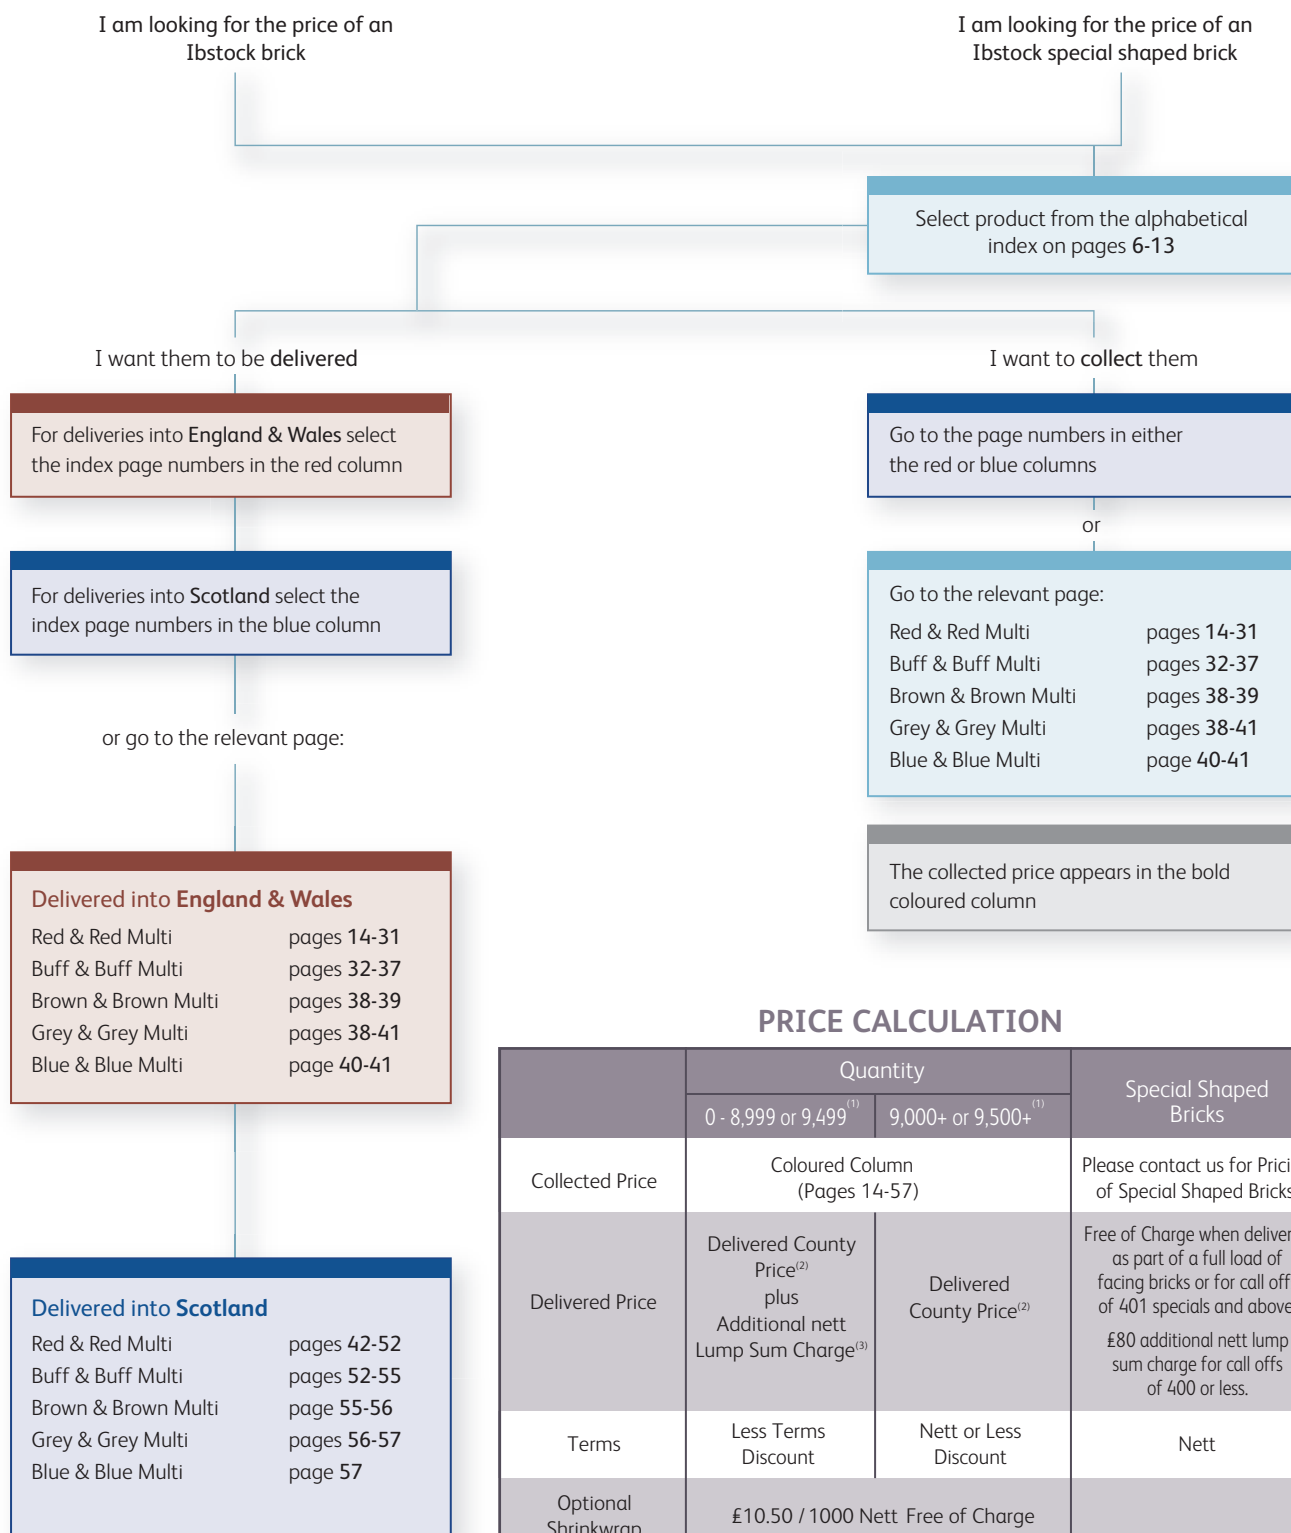 I am looking for the price of an
Ibstock brick
I am looking for the price of an
Ibstock special shaped brick
Select product from the alphabetical
index on pages 6-13
I want them to be delivered
For deliveries into England & Wales select
the index page numbers in the red column
For deliveries into Scotland select the
index page numbers in the blue column
or go to the relevant page:
Delivered into England & Wales
Red & Red Multi pages 14-31
Buff & Buff Multi pages 32-37
Brown & Brown Multi pages 38-39
Grey & Grey Multi pages 38-41
Blue & Blue Multi page 40-41
Delivered into Scotland
Red & Red Multi pages 42-52
Buff & Buff Multi pages 52-55
Brown & Brown Multi page 55-56
Grey & Grey Multi pages 56-57
Blue & Blue Multi page 57
I want to collect them
Go to the page numbers in either
the red or blue columns
or
Go to the relevant page:
Red & Red Multi pages 14-31
Buff & Buff Multi pages 32-37
Brown & Brown Multi pages 38-39
Grey & Grey Multi pages 38-41
Blue & Blue Multi page 40-41
The collected price appears in the bold
coloured column
PRICE CALCULATION
Quantity
0 - 8,999 or 9,499(1)
9,000+ or 9,500+(1)
Special Shaped
Bricks
Collected Price
Coloured Column
(Pages 14-57)
Please contact us for Prici
of Special Shaped Bricks
Delivered Price
Delivered County
Price(2)
plus
Additional nett
Lump Sum Charge(3)
Delivered
County Price(2)
Free of Charge when deliver
as part of a full load of
facing bricks or for call off
of 401 specials and above
£80 additional nett lump
sum charge for call offs
of 400 or less.
Terms
Less Terms
Discount
Nett or Less
Discount
Nett
Optional
Shrinkwrap
£10.50 / 1000 Nett Free of Charge